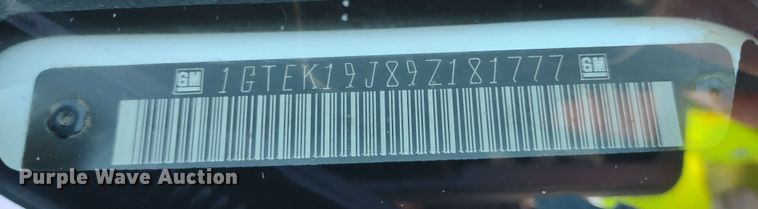 GM 1GTEK19J89Z181777 GM
Purple Wave Auction